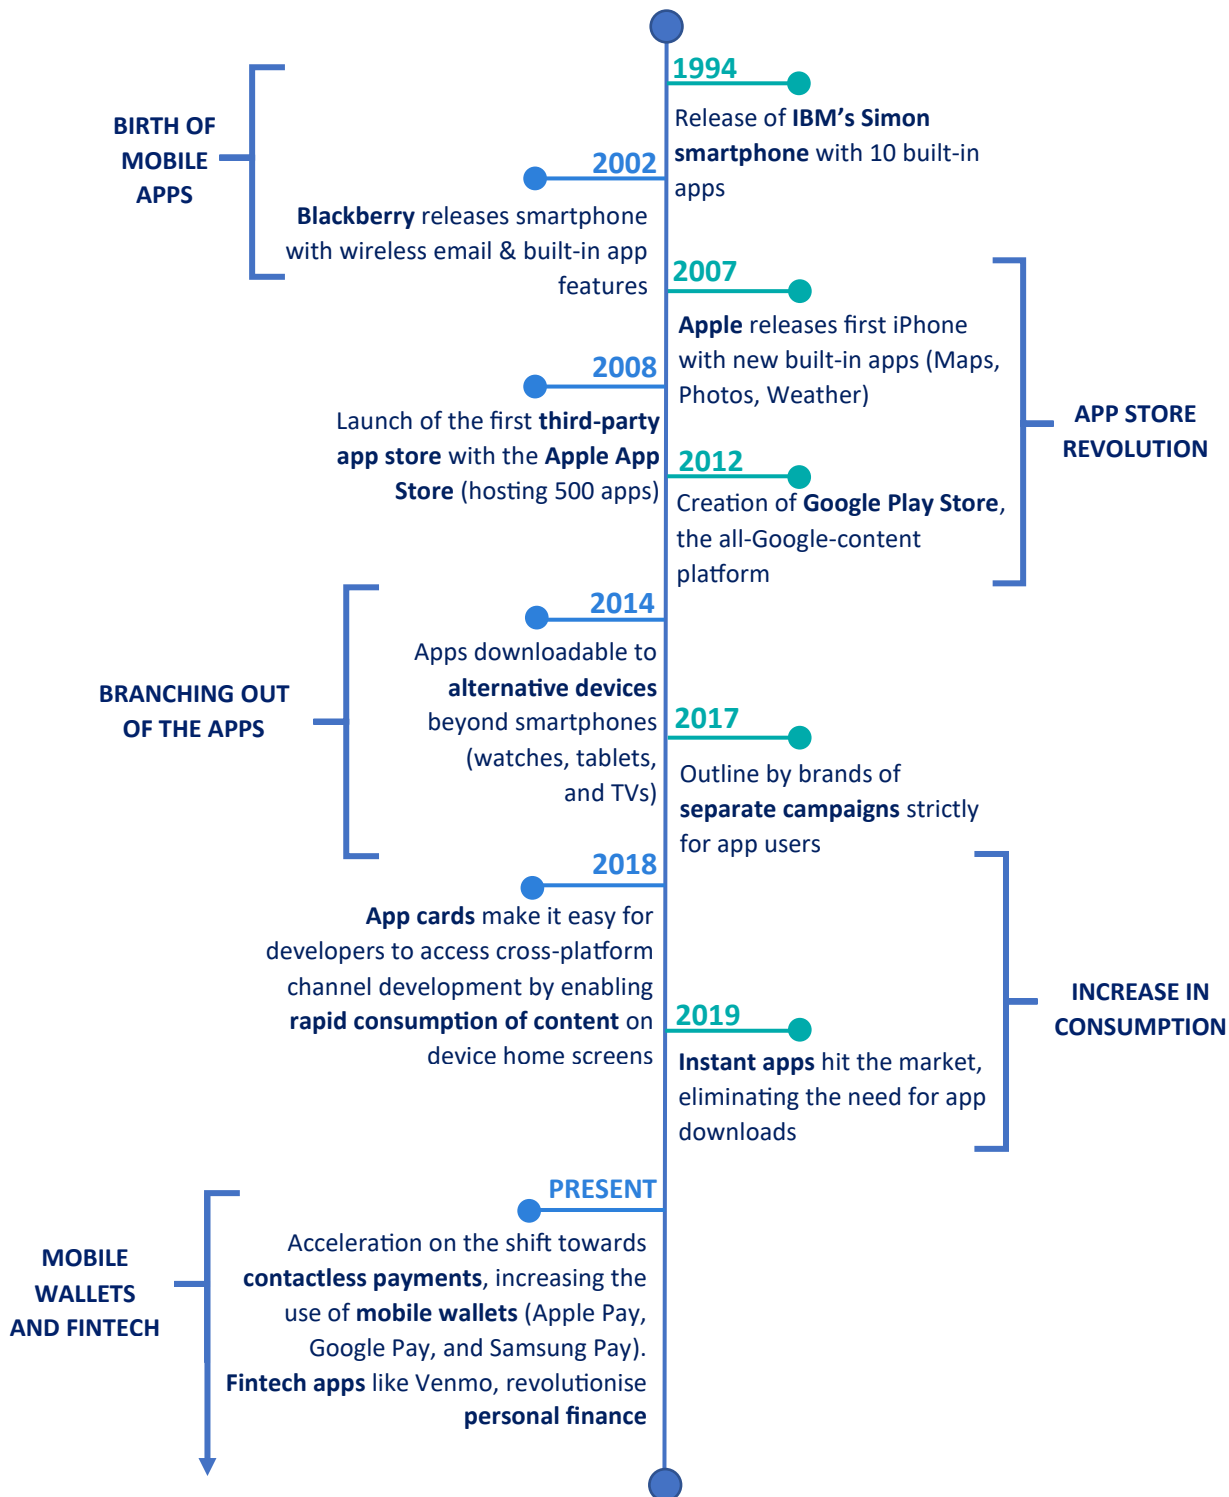 1994
Release of IBM's Simon
smartphone with 10 built-in
apps
BIRTH OF
MOBILE
APPS
2002
Blackberry releases smartphone
with wireless email & built-in app
features
2007
Apple releases first iPhone
with new built-in apps (Maps,
Photos, Weather)
APP STORE
REVOLUTION
2008
Launch of the first third-party
app store with the Apple App
Store (hosting 500 apps)
2012
Creation of Google Play Store,
the all-Google-content
platform
2014
Apps downloadable to
alternative devices
beyond smartphones
(watches, tablets,
and TVs)
BRANCHING OUT
OF THE APPS
2017
Outline by brands of
separate campaigns strictly
for app users
2018
App cards make it easy for
developers to access cross-platform
channel development by enabling
rapid consumption of content on
device home screens
INCREASE IN
CONSUMPTION
2019
Instant apps hit the market,
eliminating the need for app
downloads
PRESENT
Acceleration on the shift towards
contactless payments, increasing the
use of mobile wallets (Apple Pay,
Google Pay, and Samsung Pay).
Fintech apps like Venmo, revolutionise
personal finance
MOBILE
WALLETS
AND FINTECH